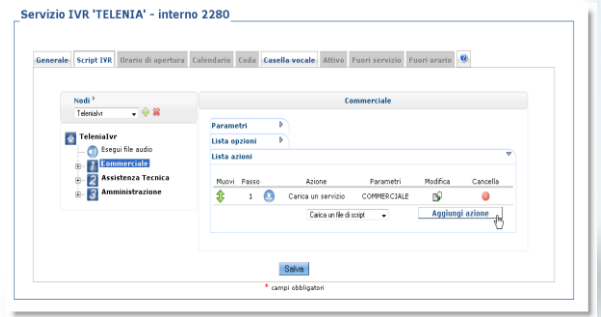 Servizio IVR 'TELENIA' - interno 2280
Generale Script IVR Orario di apertura Calendario Coda Casella vocale Attivo Fuori servizio Fuori orario
Nodi *
TeleniaIvr
TeleniaIvr
Esegui file audio
1 Commerciale
2 Assistenza Tecnica
3 Amministrazione
Commerciale
Parametri
Lista opzioni
Lista azioni
Muovi Passo Azione Parametri Modifica Cancella
1 Carica un servizio COMMERCIALE
Carica un file di script Aggiungi azione
Salva
* campi obbligatori